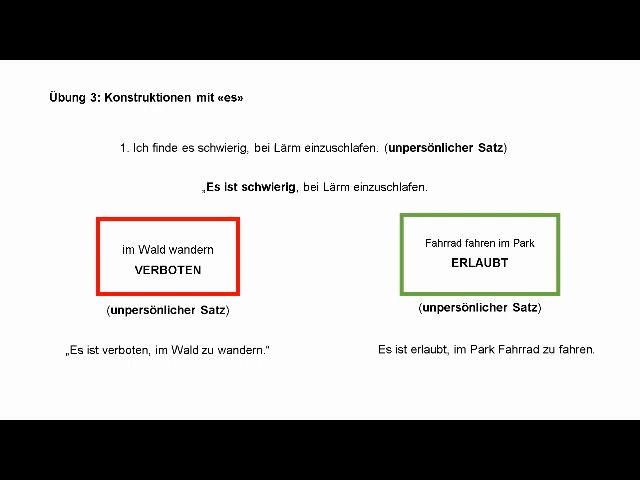 Übung 3: Konstruktionen mit «es»
1. Ich finde es schwierig, bei Lärm einzuschlafen. (unpersönlicher Satz)
„Es ist schwierig, bei Lärm einzuschlafen.
im Wald wandern
VERBOTEN
Fahrrad fahren im Park
ERLAUBT
(unpersönlicher Satz)
(unpersönlicher Satz)
„Es ist verboten, im Wald zu wandern.“
Es ist erlaubt, im Park Fahrrad zu fahren.